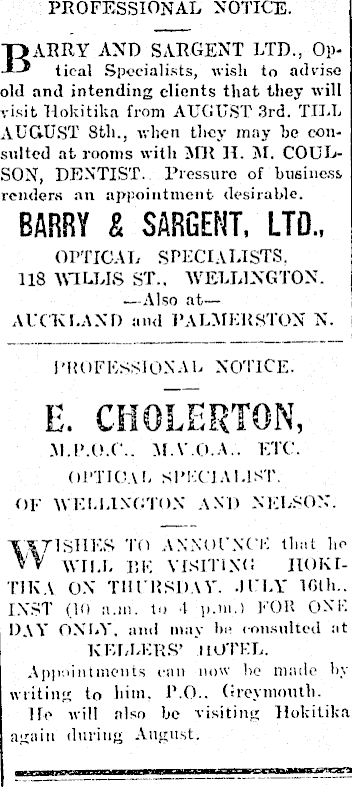 PROFESSIONAL NOTICE.
BARRY AND SARGENT LTD., Op-
tical Specialists, wish to advise
old and intending clients that they will
visit Hokitika from AUGUST 3rd. TILL
AUGUST 8th., when they may be con-
sulted at rooms with MR H. M. COUL-
SON, DENTIST. Pressure of business
renders an appointment desirable.
BARRY & SARGENT, LTD.,
OPTICAL SPECIALISTS,
118 WILLIS ST., WELLINGTON.
—Also at—
AUCKLAND and PALMERSTON N.
PROFESSIONAL NOTICE.
E. CHOLERTON,
M.P.O.C., M.V.O.A., ETC.
OPTICAL SPECIALIST.
OF WELLINGTON AND NELSON.
WISHES TO ANNOUNCE that he
WILL BE VISITING HOKI-
TIKA ON THURSDAY, JULY 16th.,
INST (10 a.m. to 4 p.m.) FOR ONE
DAY ONLY, and may be consulted at
KELLERS' HOTEL.
Appointments can now be made by
writing to him, P.O., Greymouth.
He will also be visiting Hokitika
again during August.